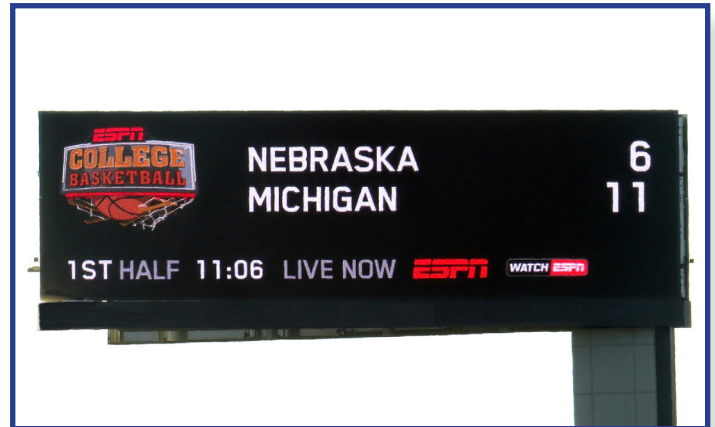 ESPN
COLLEGE
BASKETBALL
NEBRASKA 6
MICHIGAN 11
1ST HALF 11:06 LIVE NOW ESPN WATCH ESPN